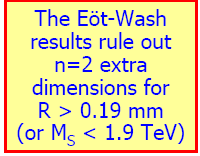 The Eöt-Wash
results rule out
n=2 extra
dimensions for
R > 0.19 mm
(or M_S < 1.9 TeV)